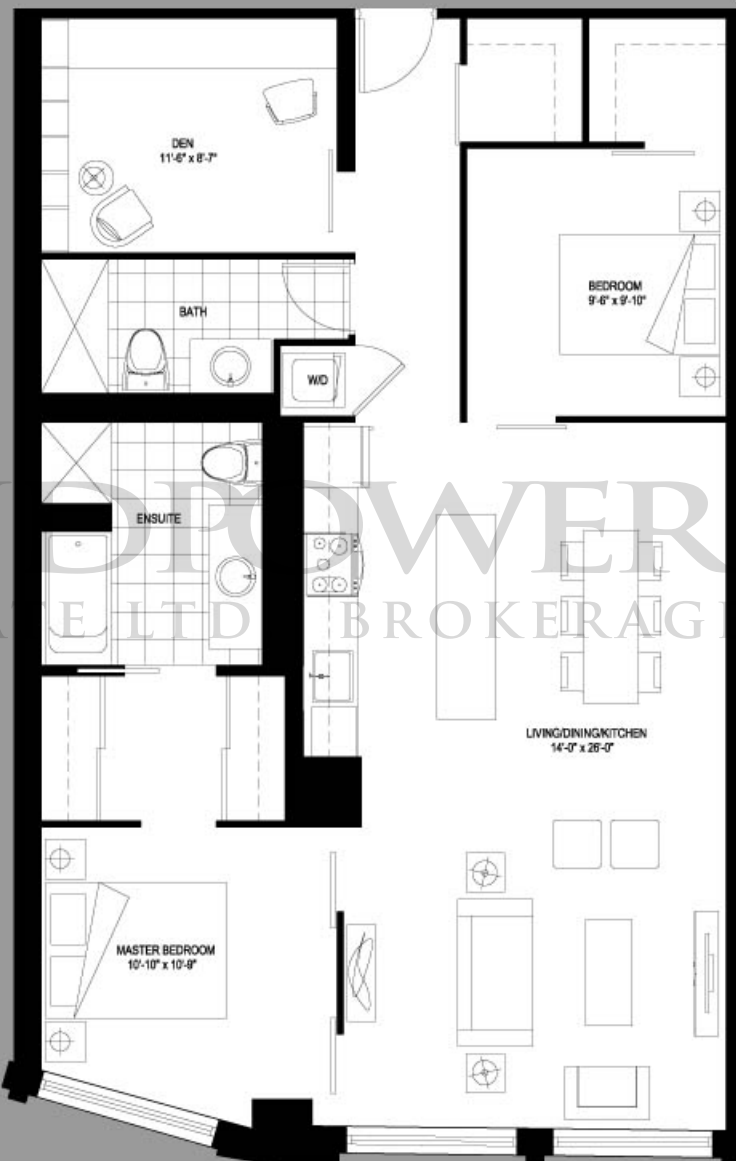 DEN
11'-6" x 8'-7"
BATH
W/D
BEDROOM
9'-6" x 9'-10"
ENSUITE
DPOWER
TE LTD BROKERAGE
LIVING/DINING/KITCHEN
14'-0" x 26'-0"
MASTER BEDROOM
10'-10" x 10'-9"